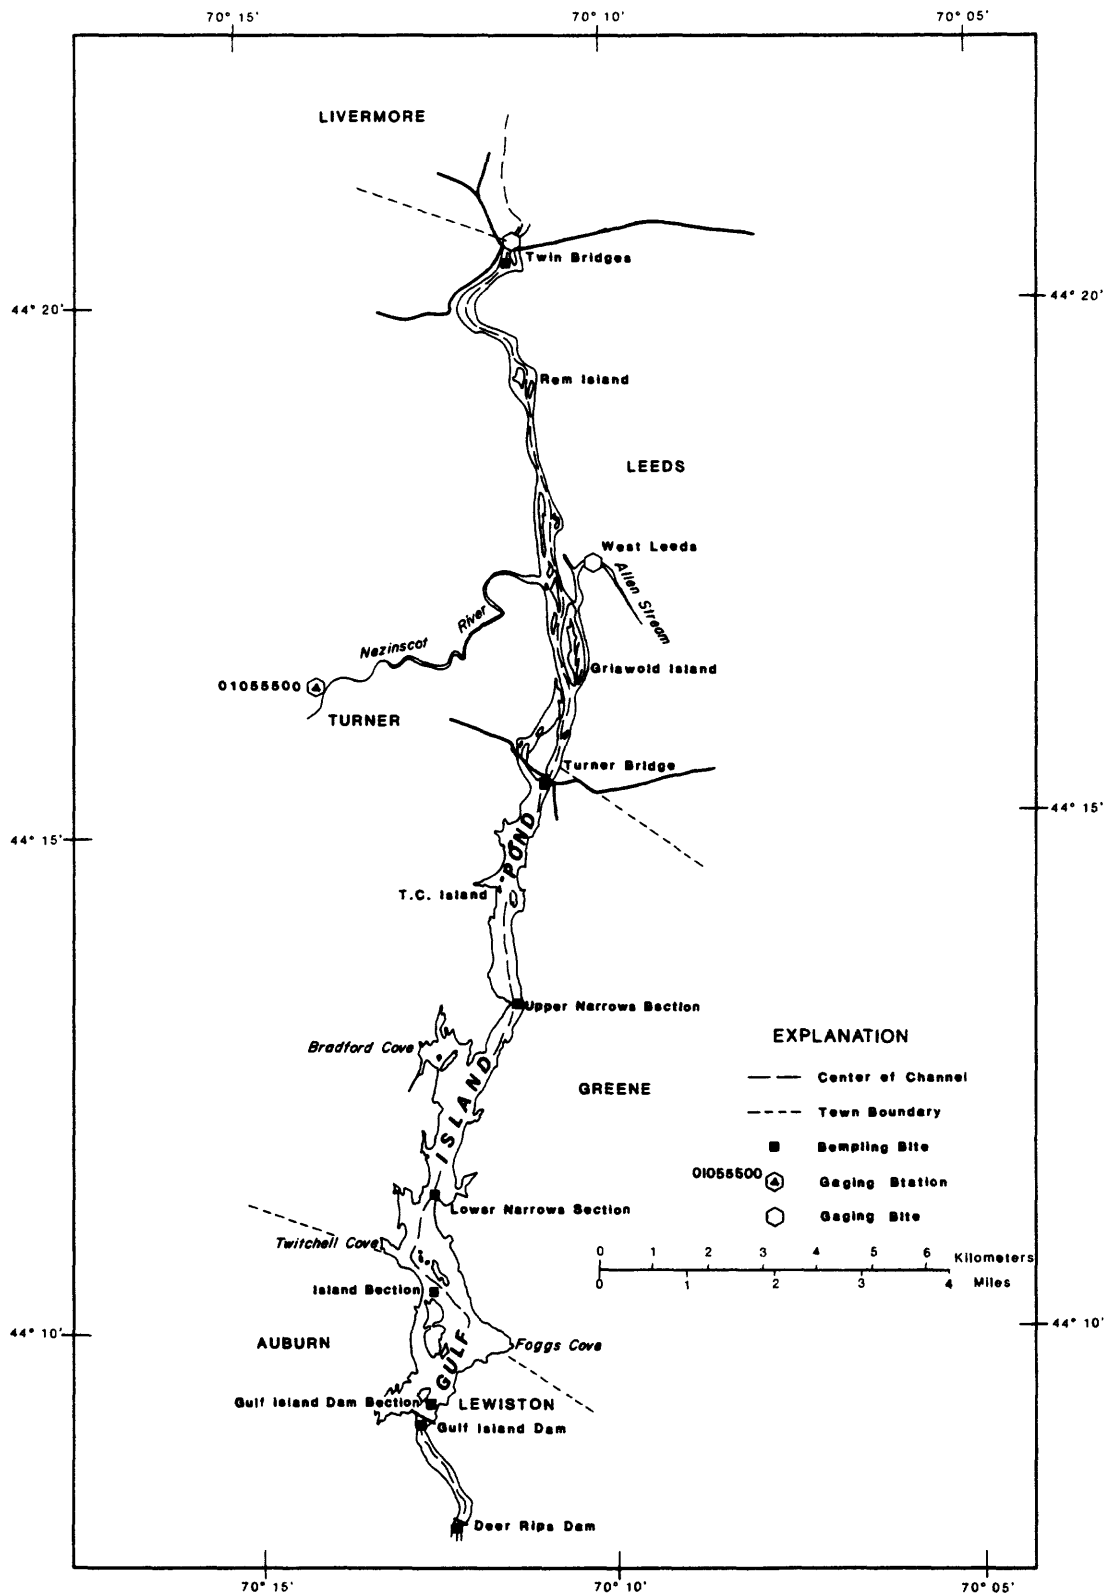 70° 15'
70° 10'
70° 05'
LIVERMORE
Twin Bridges
44° 20'
44° 20'
Rem Island
LEEDS
West Leeds
Allen Stream
Nezinscot River
Griswold Island
01055500
TURNER
Turner Bridge
44° 15'
44° 15'
POND
T.C. Island
Upper Narrows Section
Bradford Cove
ISLAND
GREENE
EXPLANATION
Center of Channel
Town Boundary
Sampling Site
01055500
Gaging Station
Gaging Site
Lower Narrows Section
Twitchell Cove
0 1 2 3 4 5 6 Kilometers
0 1 2 3 4 Miles
Island Section
44° 10'
44° 10'
AUBURN
Foggs Cove
GULF
Gulf Island Dam Section
LEWISTON
Gulf Island Dam
Deer Rips Dam
70° 15'
70° 10'
70° 05'